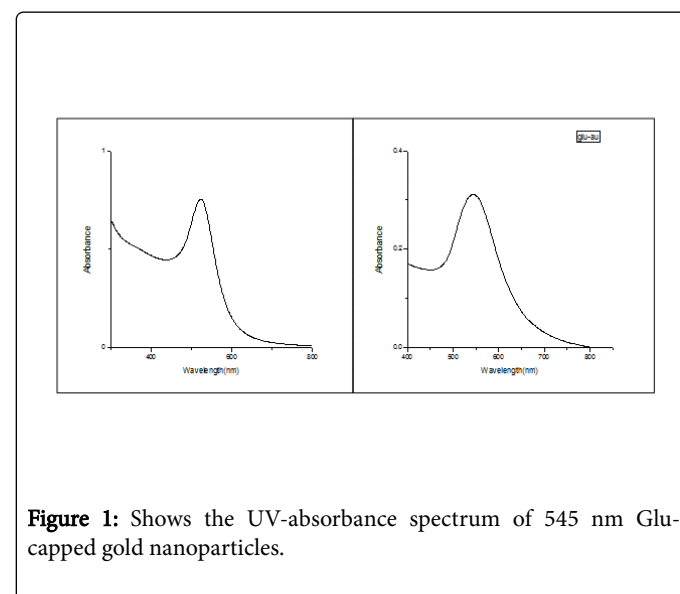 1
0
Absorbance
400
600
800
Wavelength(nm)
glu-au
0.4
0.2
0.0
Absorbance
400
500
600
700
800
Wavelength(nm)
Figure 1: Shows the UV-absorbance spectrum of 545 nm Glu-
capped gold nanoparticles.